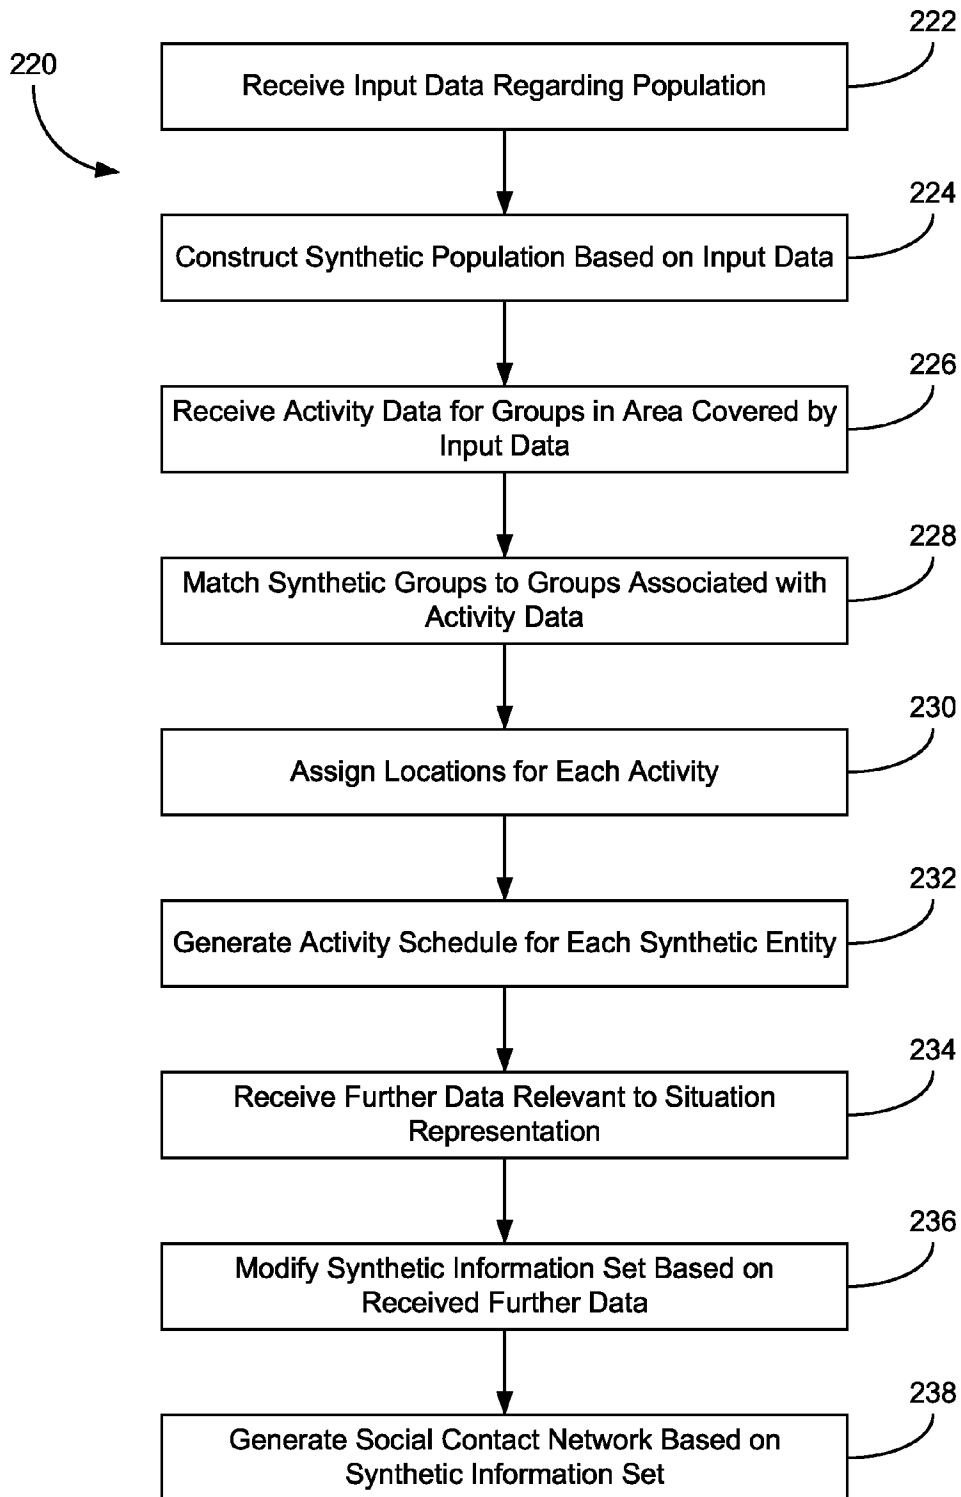 222
220
Receive Input Data Regarding Population
224
Construct Synthetic Population Based on Input Data
226
Receive Activity Data for Groups in Area Covered by
Input Data
228
Match Synthetic Groups to Groups Associated with
Activity Data
230
Assign Locations for Each Activity
232
Generate Activity Schedule for Each Synthetic Entity
234
Receive Further Data Relevant to Situation
Representation
236
Modify Synthetic Information Set Based on
Received Further Data
238
Generate Social Contact Network Based on
Synthetic Information Set